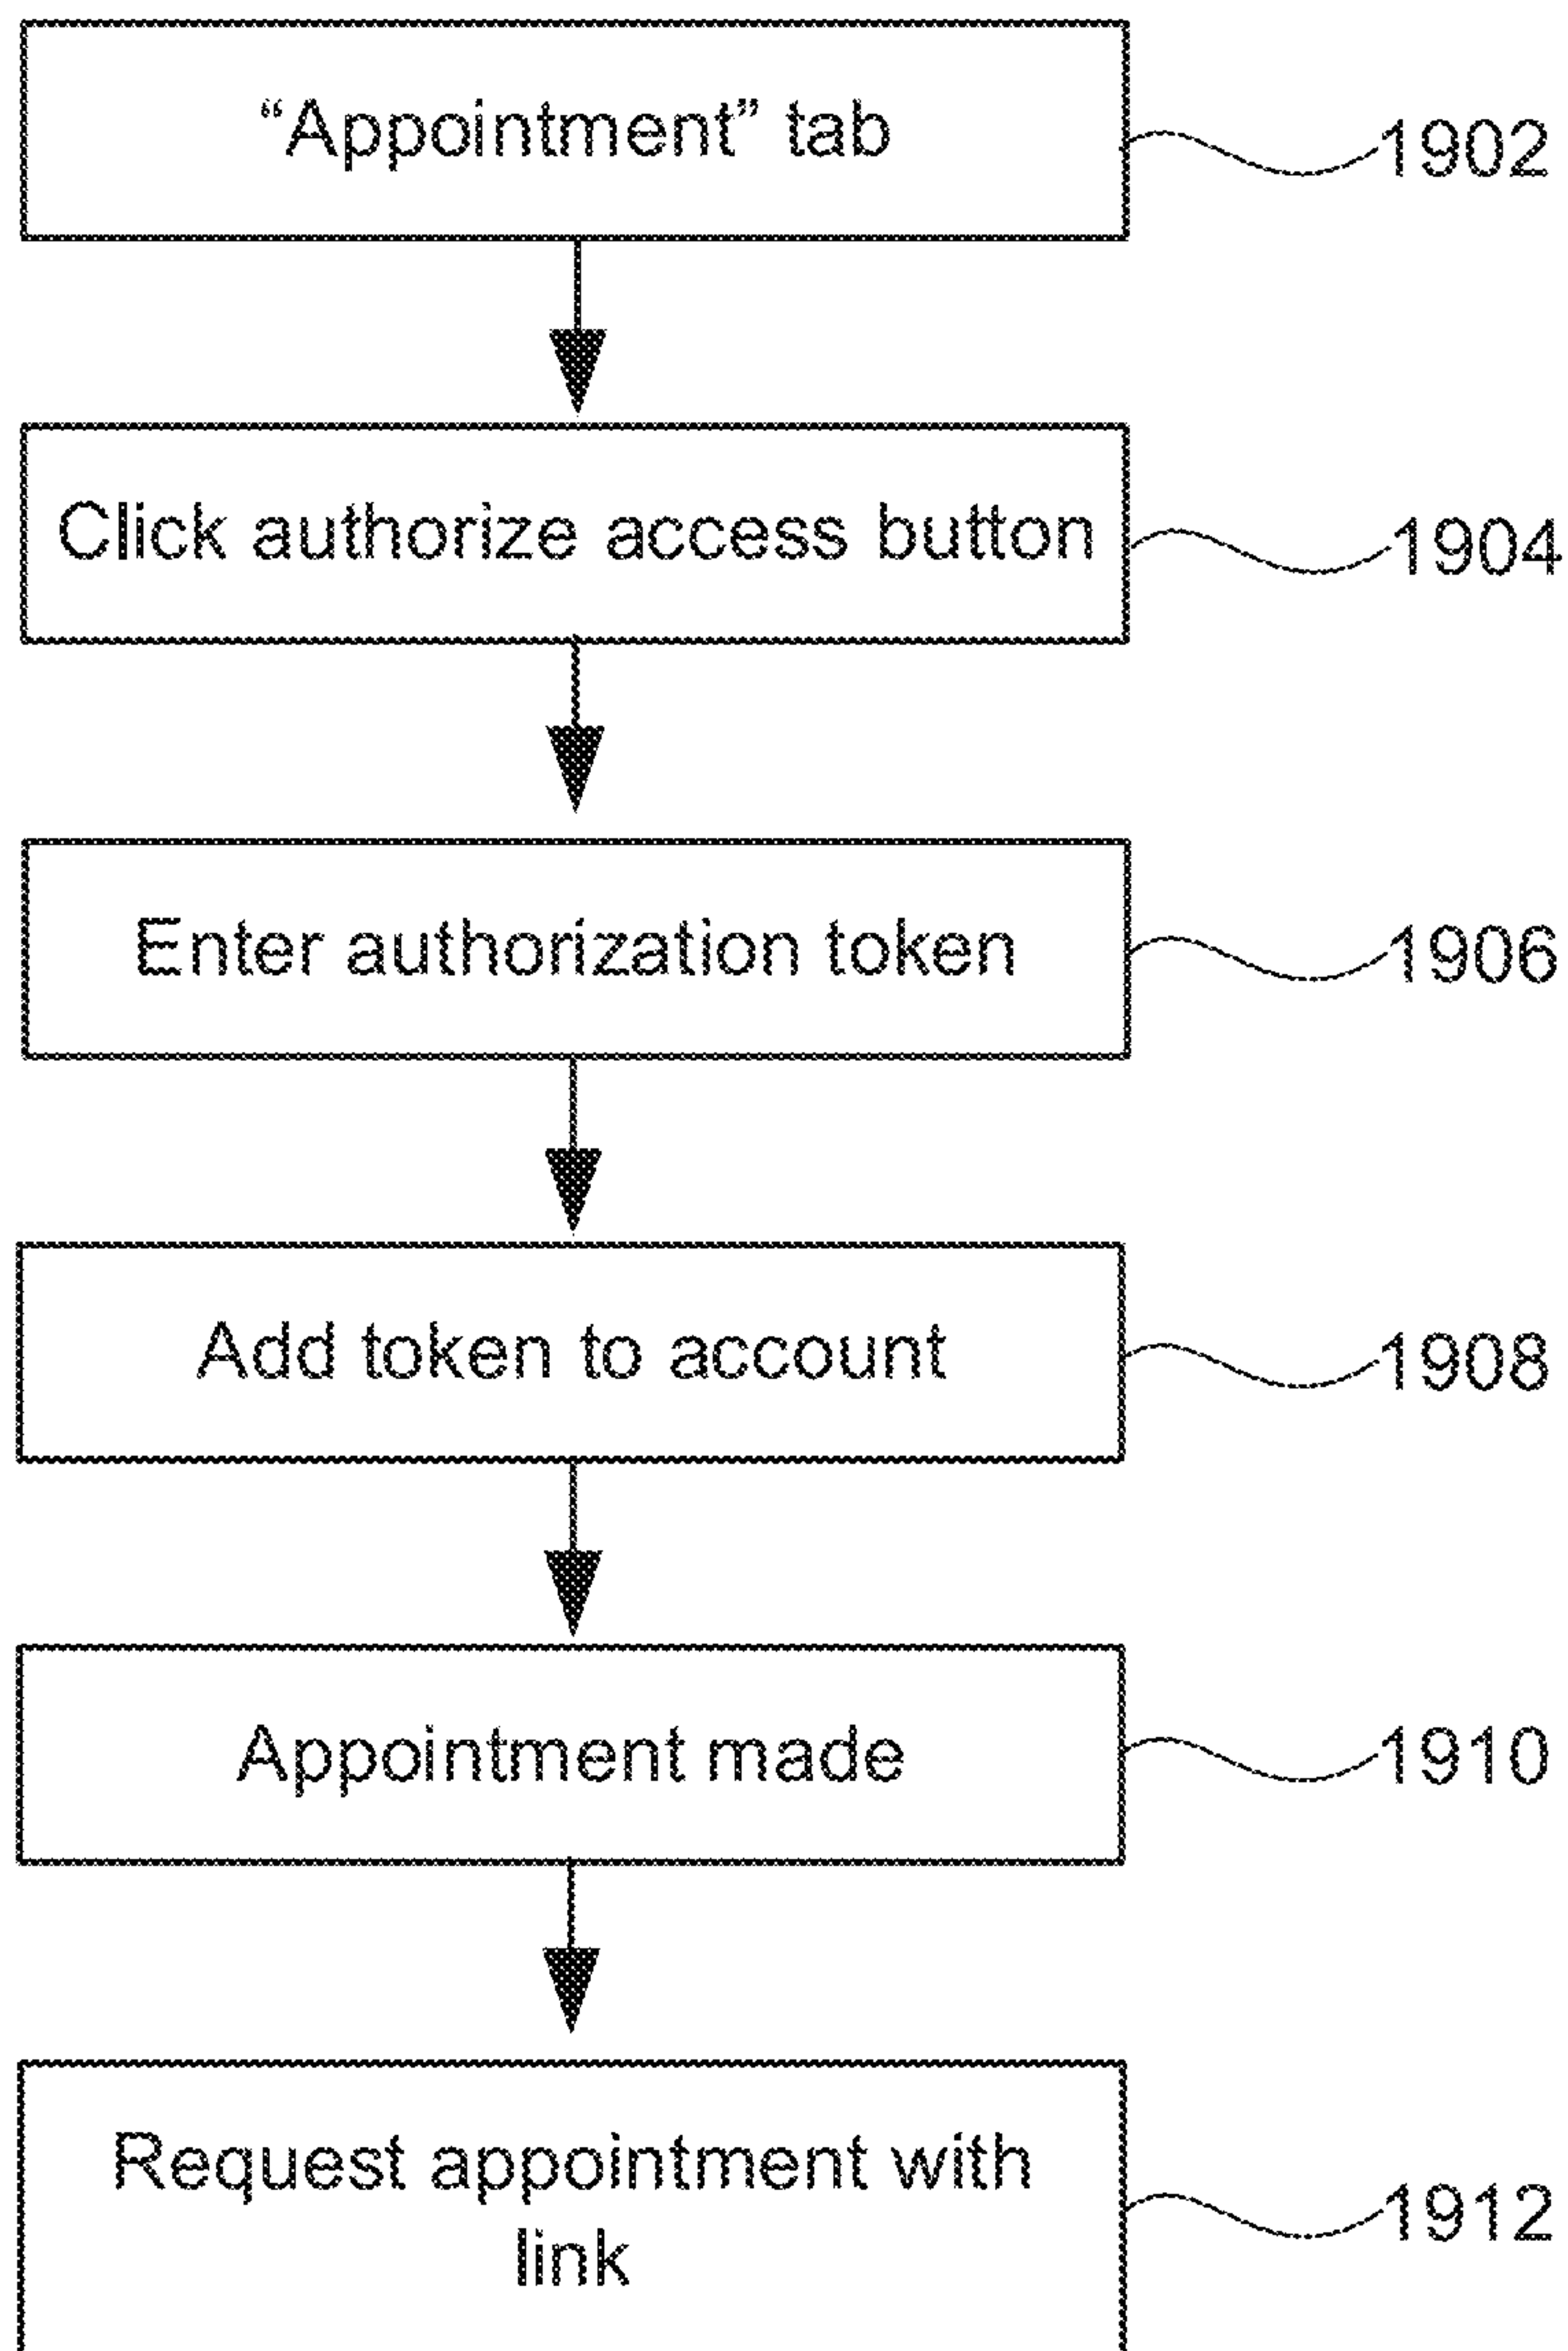 “Appointment” tab
1902
Click authorize access button
1904
Enter authorization token
1906
Add token to account
1908
Appointment made
1910
Request appointment with
link
1912